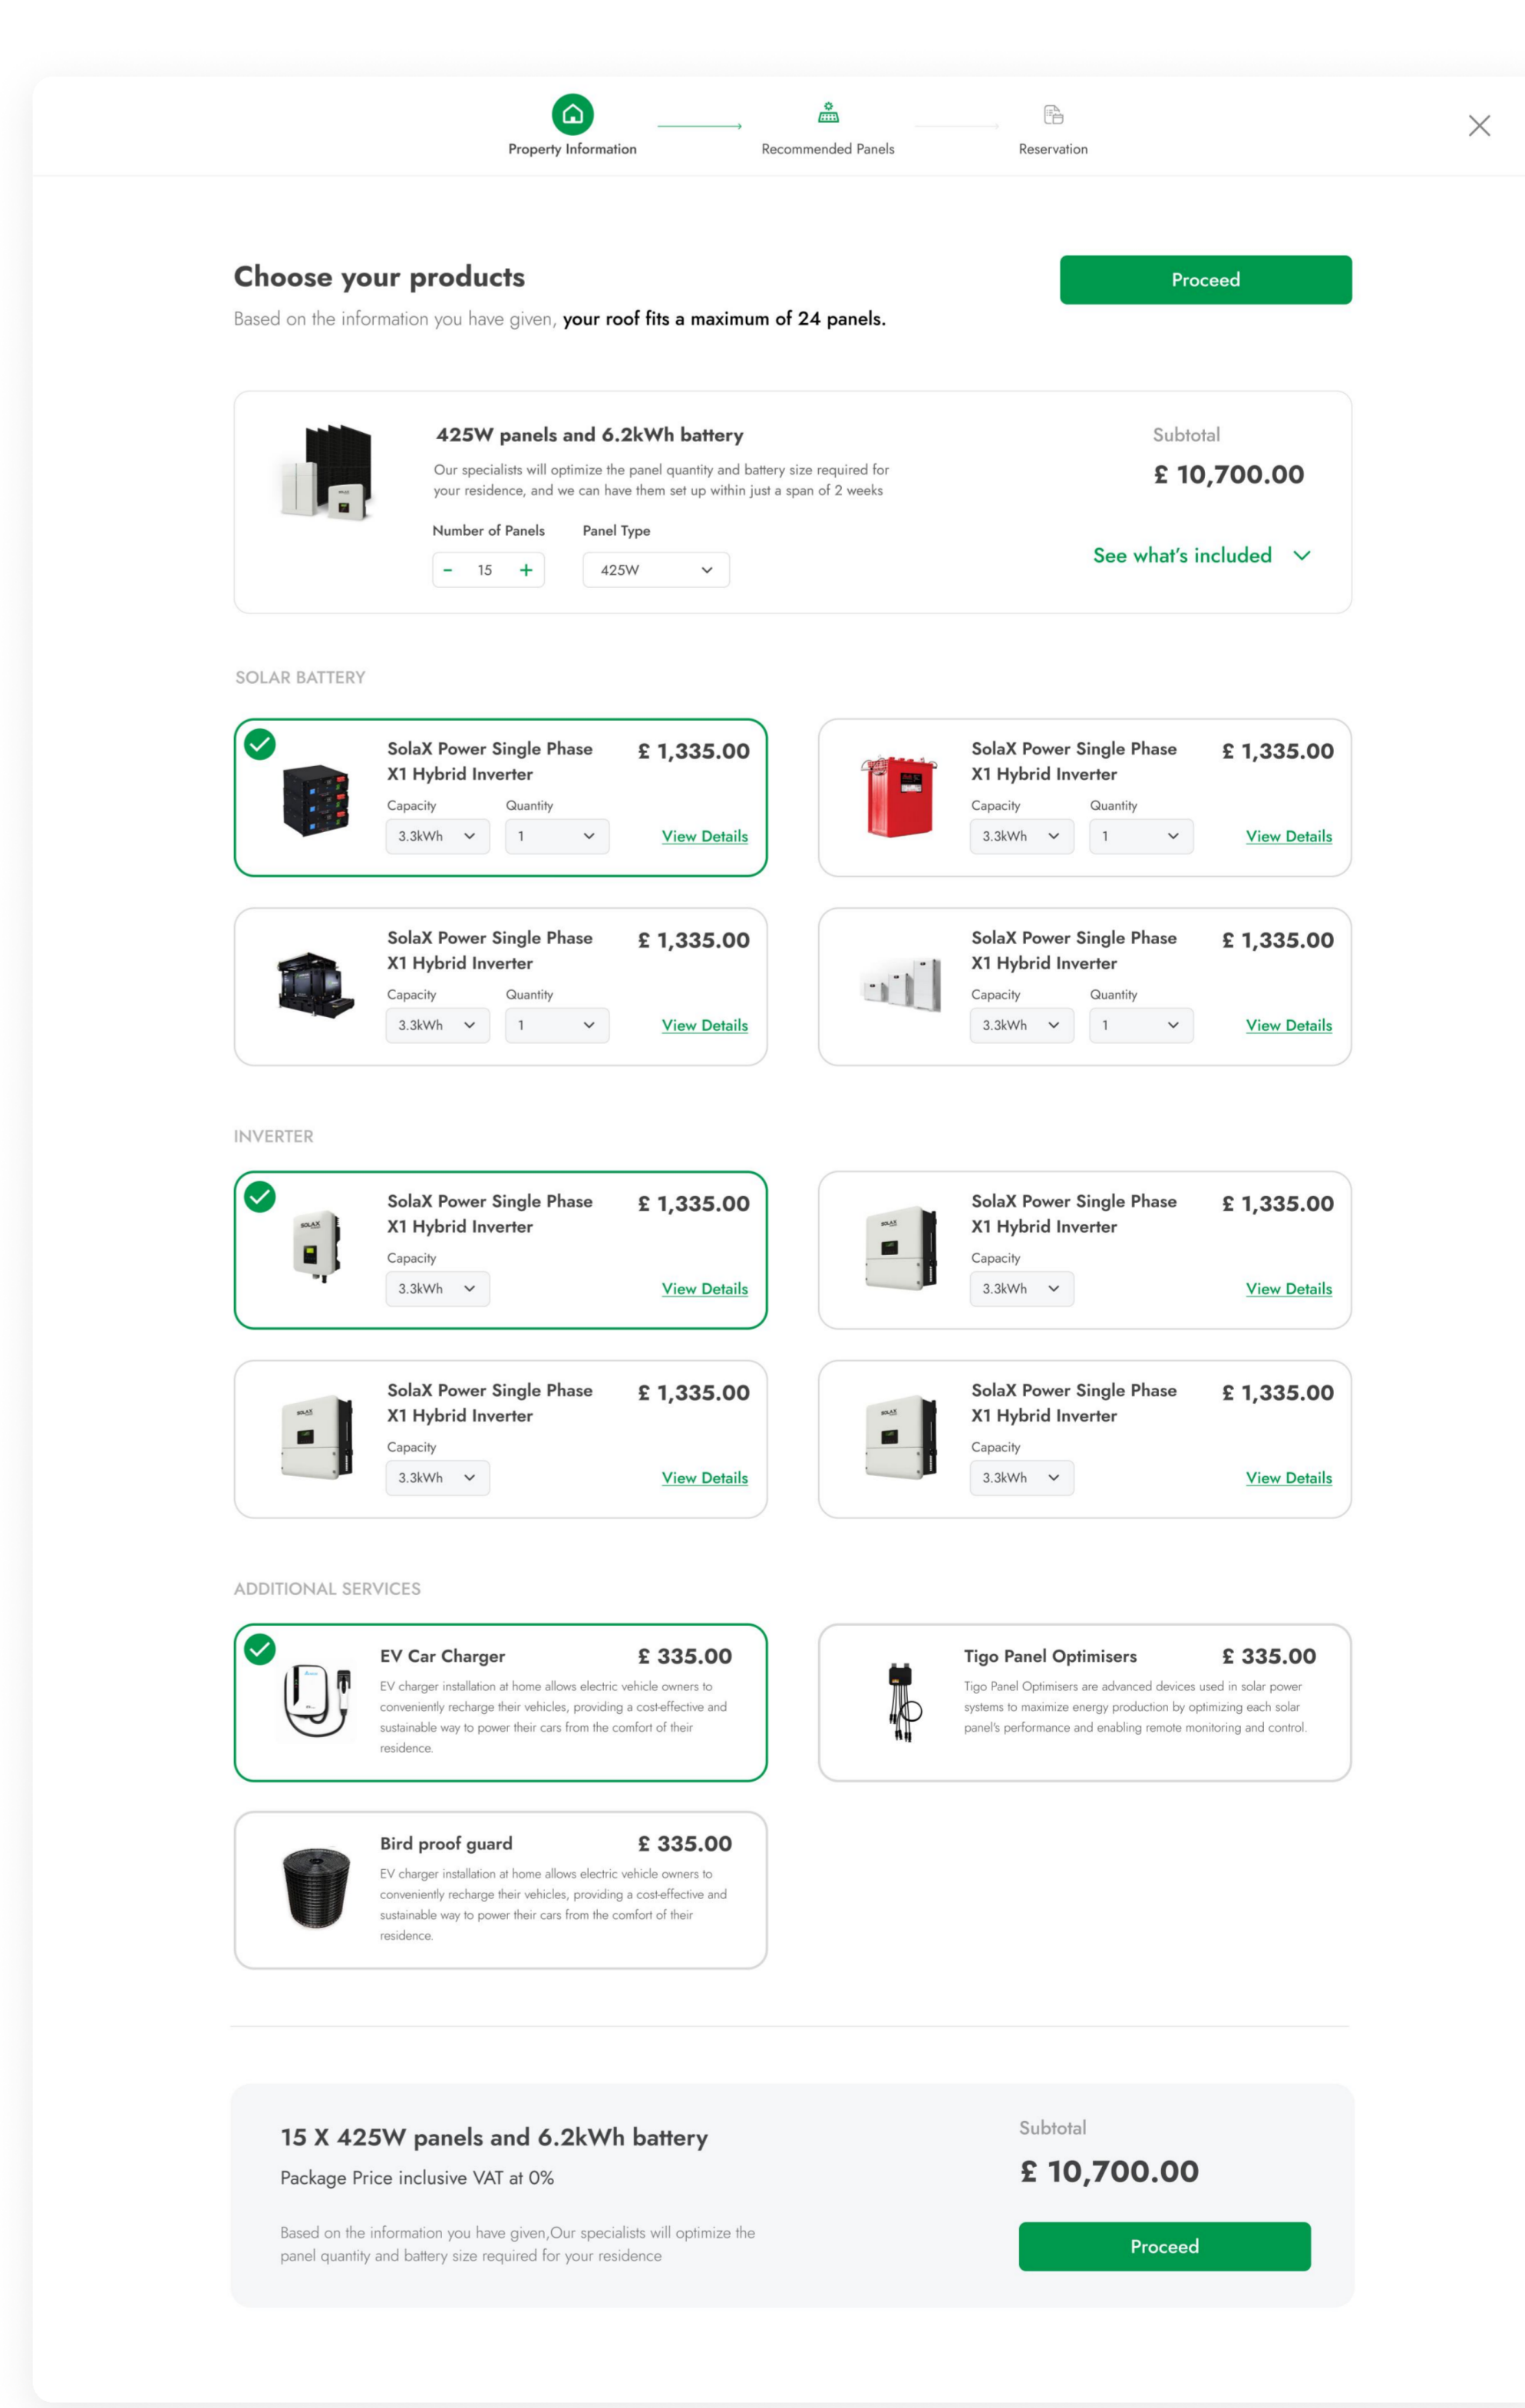 Property Information
Recommended Panels
Reservation
Choose your products
Proceed
Based on the information you have given, your roof fits a maximum of 24 panels.
425W panels and 6.2kWh battery
Subtotal
Our specialists will optimize the panel quantity and battery size required for
your residence, and we can have them set up within just a span of 2 weeks
£ 10,700.00
Number of Panels
Panel Type
See what's included
- 15 +
425W
SOLAR BATTERY
SolaX Power Single Phase
X1 Hybrid Inverter
£ 1,335.00
Capacity
Quantity
3.3kWh
1
View Details
SolaX Power Single Phase
X1 Hybrid Inverter
£ 1,335.00
Capacity
Quantity
3.3kWh
1
View Details
SolaX Power Single Phase
X1 Hybrid Inverter
£ 1,335.00
Capacity
Quantity
3.3kWh
1
View Details
SolaX Power Single Phase
X1 Hybrid Inverter
£ 1,335.00
Capacity
Quantity
3.3kWh
1
View Details
INVERTER
SOLAX
SolaX Power Single Phase
X1 Hybrid Inverter
£ 1,335.00
Capacity
3.3kWh
View Details
SOLAX
SolaX Power Single Phase
X1 Hybrid Inverter
£ 1,335.00
Capacity
3.3kWh
View Details
SOLAX
SolaX Power Single Phase
X1 Hybrid Inverter
£ 1,335.00
Capacity
3.3kWh
View Details
SOLAX
SolaX Power Single Phase
X1 Hybrid Inverter
£ 1,335.00
Capacity
3.3kWh
View Details
ADDITIONAL SERVICES
EV Car Charger
£ 335.00
EV charger installation at home allows electric vehicle owners to
conveniently recharge their vehicles, providing a cost-effective and
sustainable way to power their cars from the comfort of their
residence.
Tigo Panel Optimisers
£ 335.00
Tigo Panel Optimisers are advanced devices used in solar power
systems to maximize energy production by optimizing each solar
panel's performance and enabling remote monitoring and control.
Bird proof guard
£ 335.00
EV charger installation at home allows electric vehicle owners to
conveniently recharge their vehicles, providing a cost-effective and
sustainable way to power their cars from the comfort of their
residence.
15 X 425W panels and 6.2kWh battery
Package Price inclusive VAT at 0%
Based on the information you have given,Our specialists will optimize the
panel quantity and battery size required for your residence
Subtotal
£ 10,700.00
Proceed